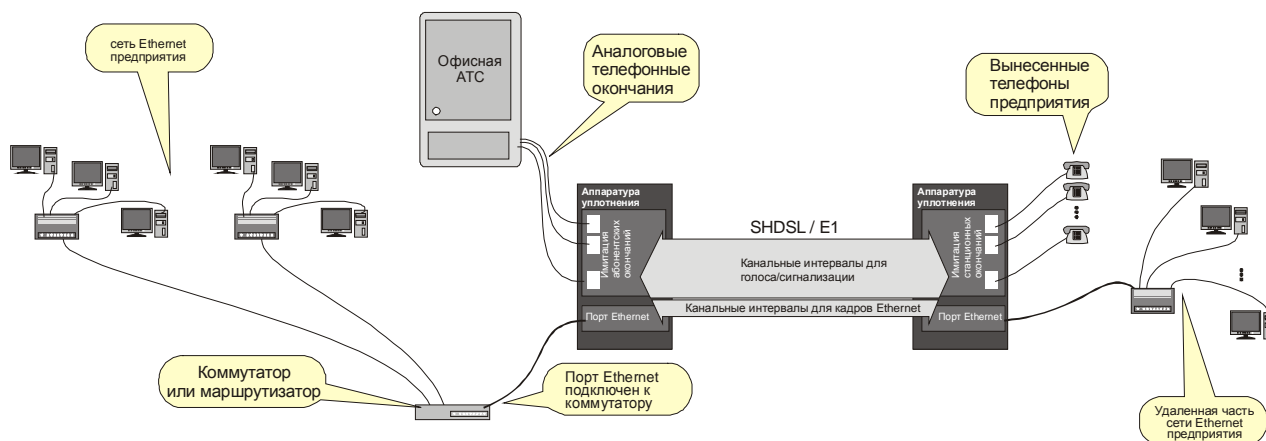 сеть Ethernet
предприятия
Офисная
АТС
Аналоговые
телефонные
окончания
Вынесенные
телефоны
предприятия
Аппаратура
уплотнения
Имитация
абонентских
окончаний
Порт Ethernet
SHDSL / E1
Канальные интервалы для
голоса/сигнализации
Канальные интервалы для кадров Ethernet
Аппаратура
уплотнения
Имитация
станционных
окончаний
Порт Ethernet
Коммутатор
или маршрутизатор
Порт Ethernet
подключен к
коммутатору
Удаленная часть
сети Ethernet
предприятия